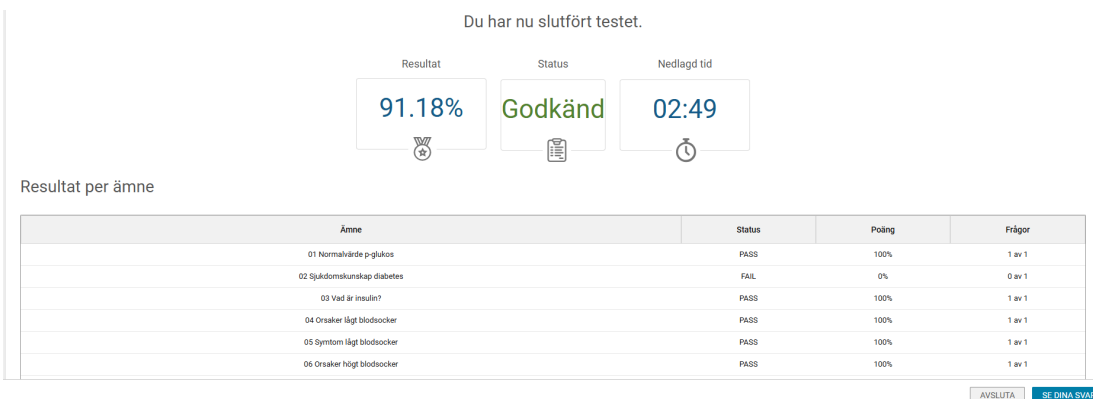 Du har nu slutfört testet.
Resultat Status Nedlagd tid
91.18% Godkänd 02:49
Resultat per ämne
Ämne Status Poäng Frågor
01 Normalvärde p-glukos PASS 100% 1 av 1
02 Sjukdomskunskap diabetes FAIL 0% 0 av 1
03 Vad är insulin? PASS 100% 1 av 1
04 Orsaker lågt blodsocker PASS 100% 1 av 1
05 Symtom lågt blodsocker PASS 100% 1 av 1
06 Orsaker högt blodsocker PASS 100% 1 av 1
AVSLUTA SE DINA SVAR